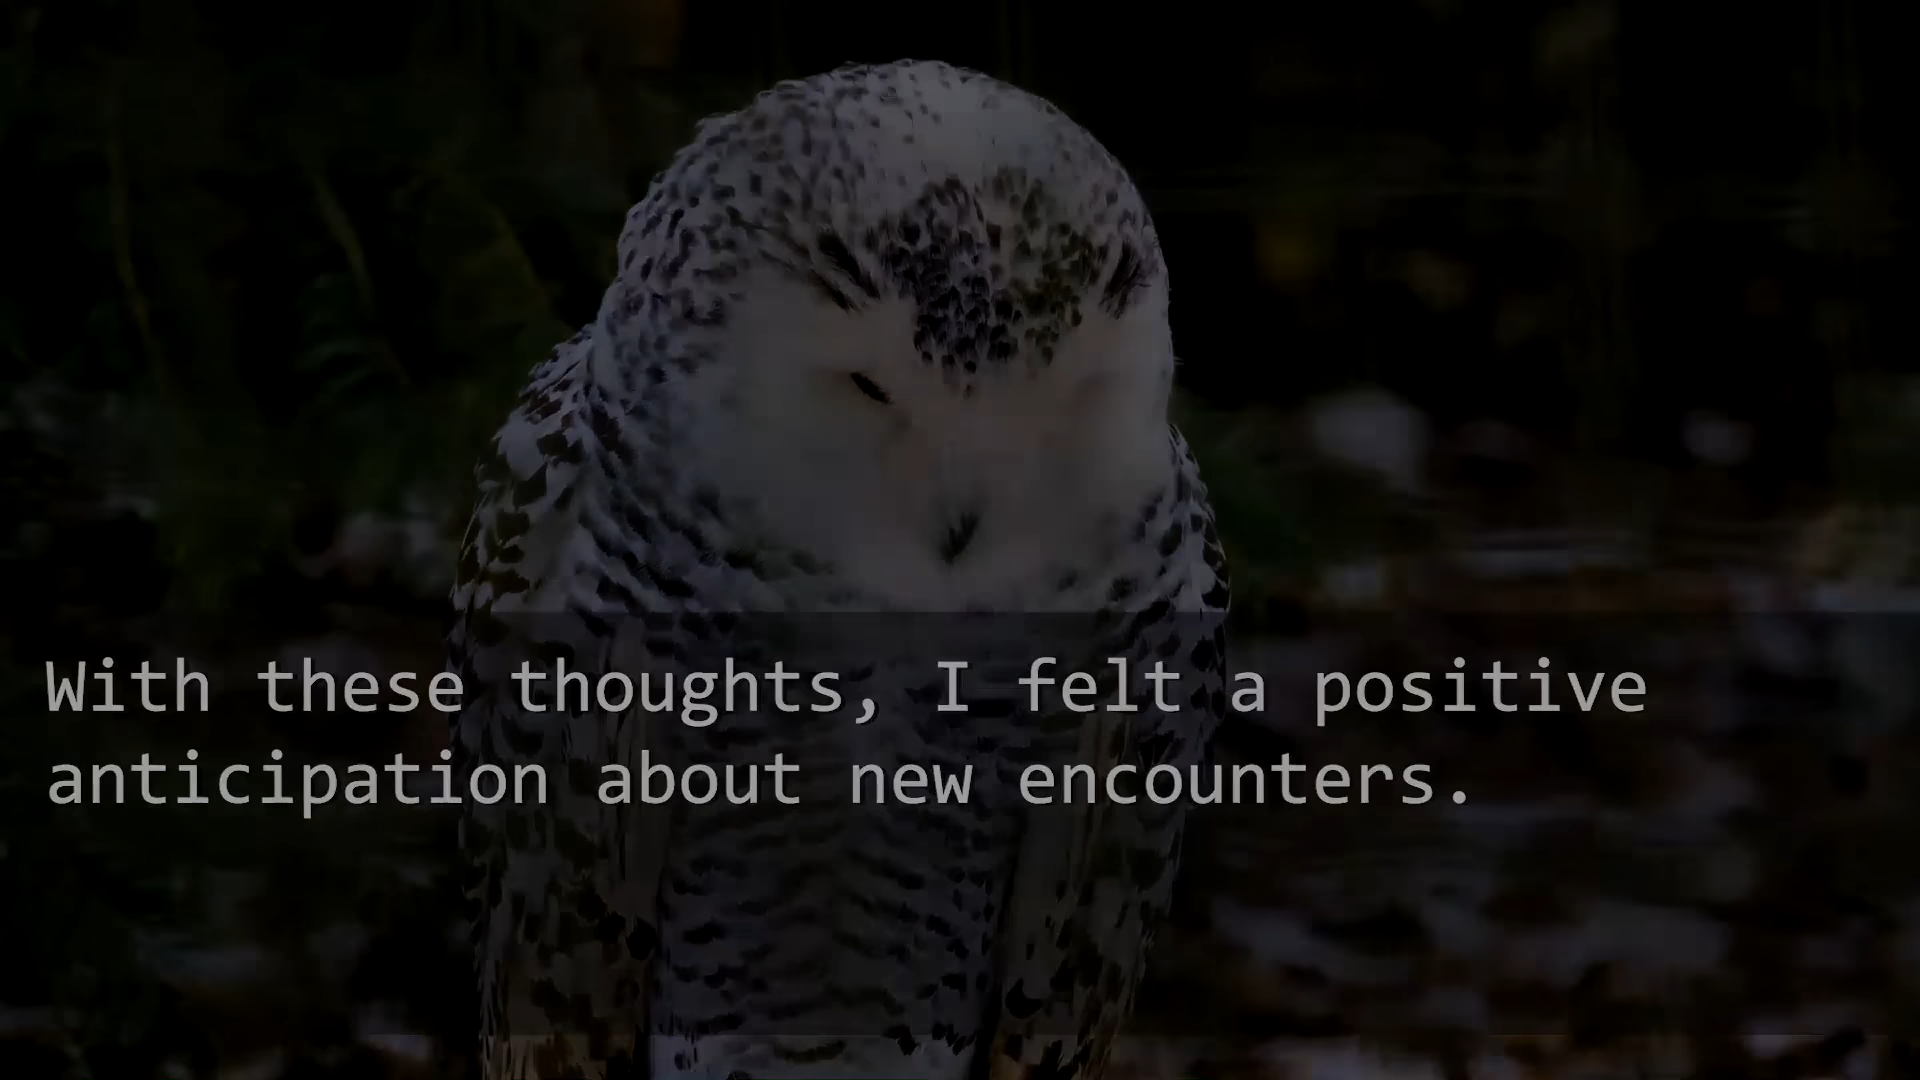 With these thoughts, I felt a positive
anticipation about new encounters.